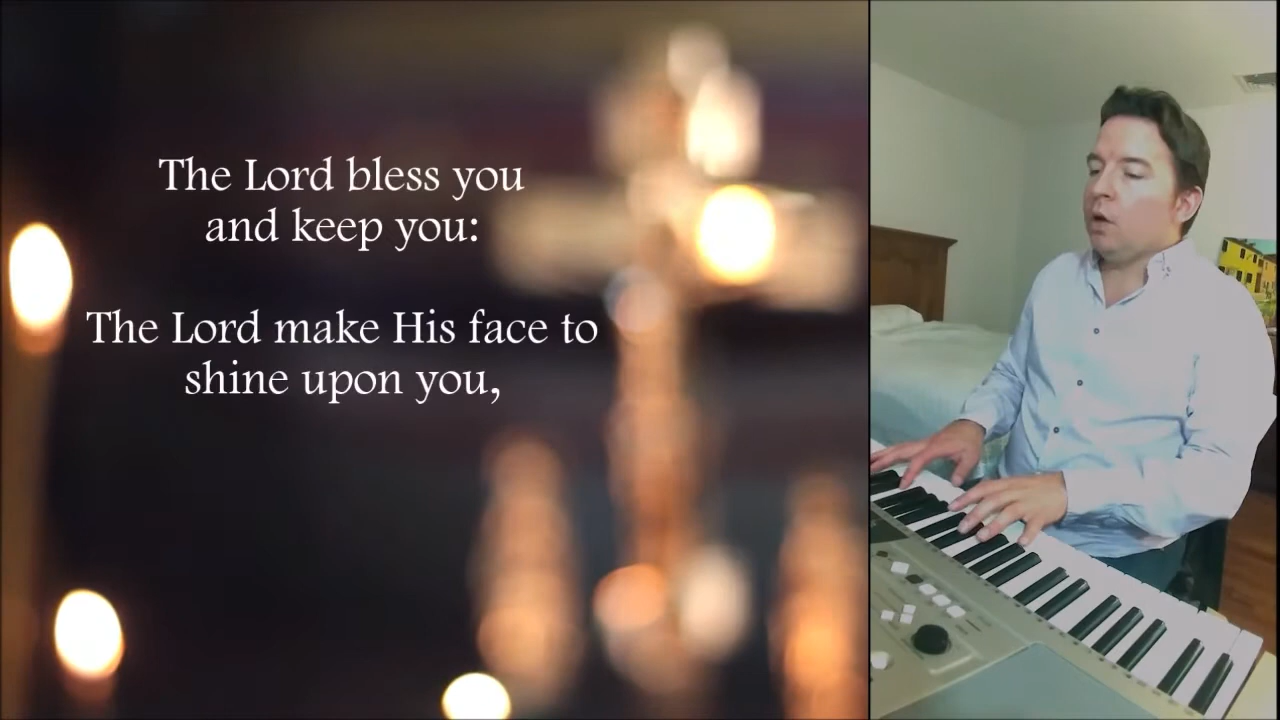 The Lord bless you
and keep you:
The Lord make His face to
shine upon you,